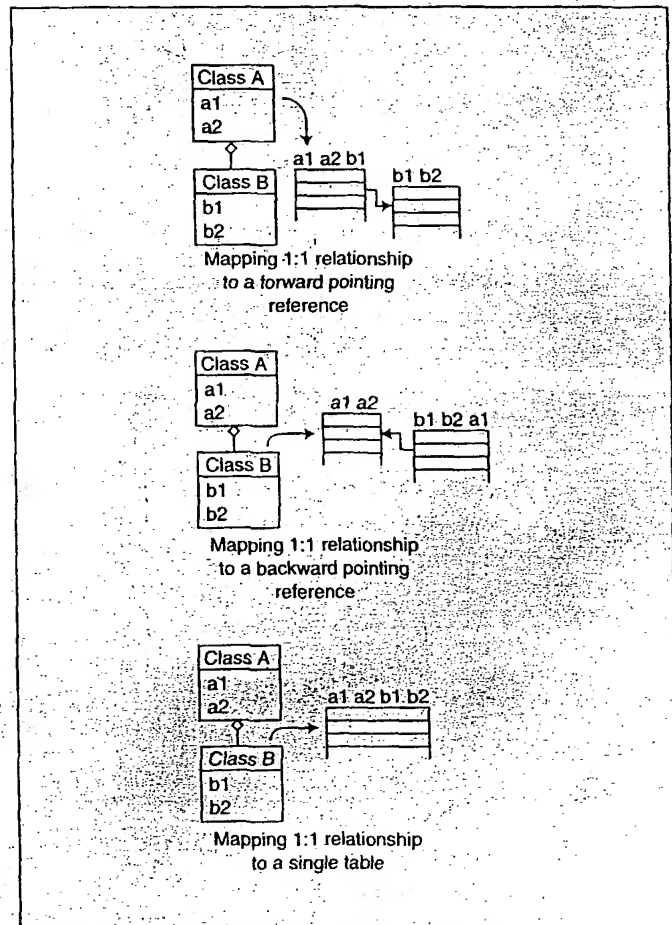 Class A
a1
a2
a1 a2 b1
b1 b2
Class B
b1
b2
Mapping 1:1 relationship
to a forward pointing
reference
Class A
a1
a2
a1 a2
b1 b2 a1
Class B
b1
b2
Mapping 1:1 relationship
to a backward pointing
reference
Class A
a1
a2
a1 a2 b1 b2
Class B
b1
b2
Mapping 1:1 relationship
to a single table